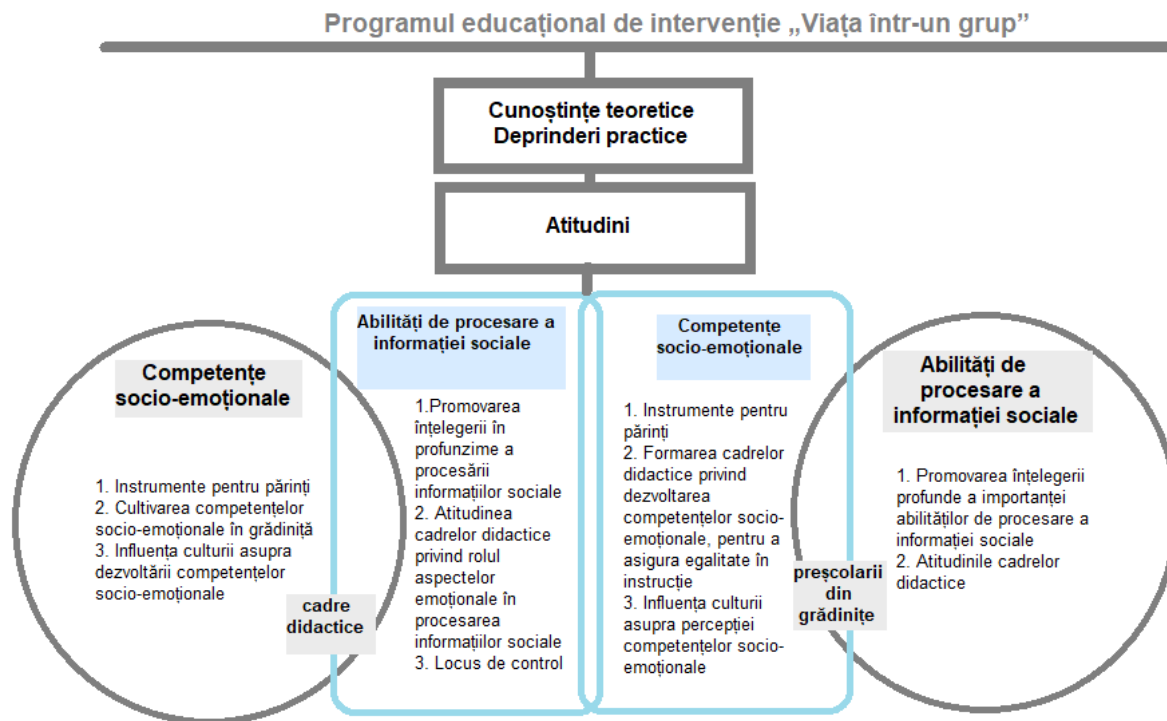 Programul educațional de intervenție „Viața într-un grup”
Cunoștințe teoretice
Deprinderi practice
Atitudini
Competențe
socio-emoționale
1. Instrumente pentru părinți
2. Cultivarea competențelor
socio-emoționale în grădiniță
3. Influența culturii asupra
dezvoltării competențelor
socio-emoționale
cadre
didactice
Abilități de procesare a
informației sociale
1.Promovarea
înțelegerii în
profunzime a
procesării
informațiilor sociale
2. Atitudinea
cadrelor didactice
privind rolul
aspectelor
emoționale în
procesarea
informațiilor sociale
3. Locus de control
Competențe
socio-emoționale
1. Instrumente pentru
părinți
2. Formarea cadrelor
didactice privind
dezvoltarea
competențelor socio-
emoționale, pentru a
asigura egalitate în
instrucție
3. Influența culturii
asupra percepției
competențelor socio-
emoționale
preșcolarii
din
grădinițe
Abilități de
procesare a
informației sociale
1. Promovarea înțelegerii
profunde a importanței
abilităților de procesare a
informației sociale
2. Atitudinile cadrelor
didactice